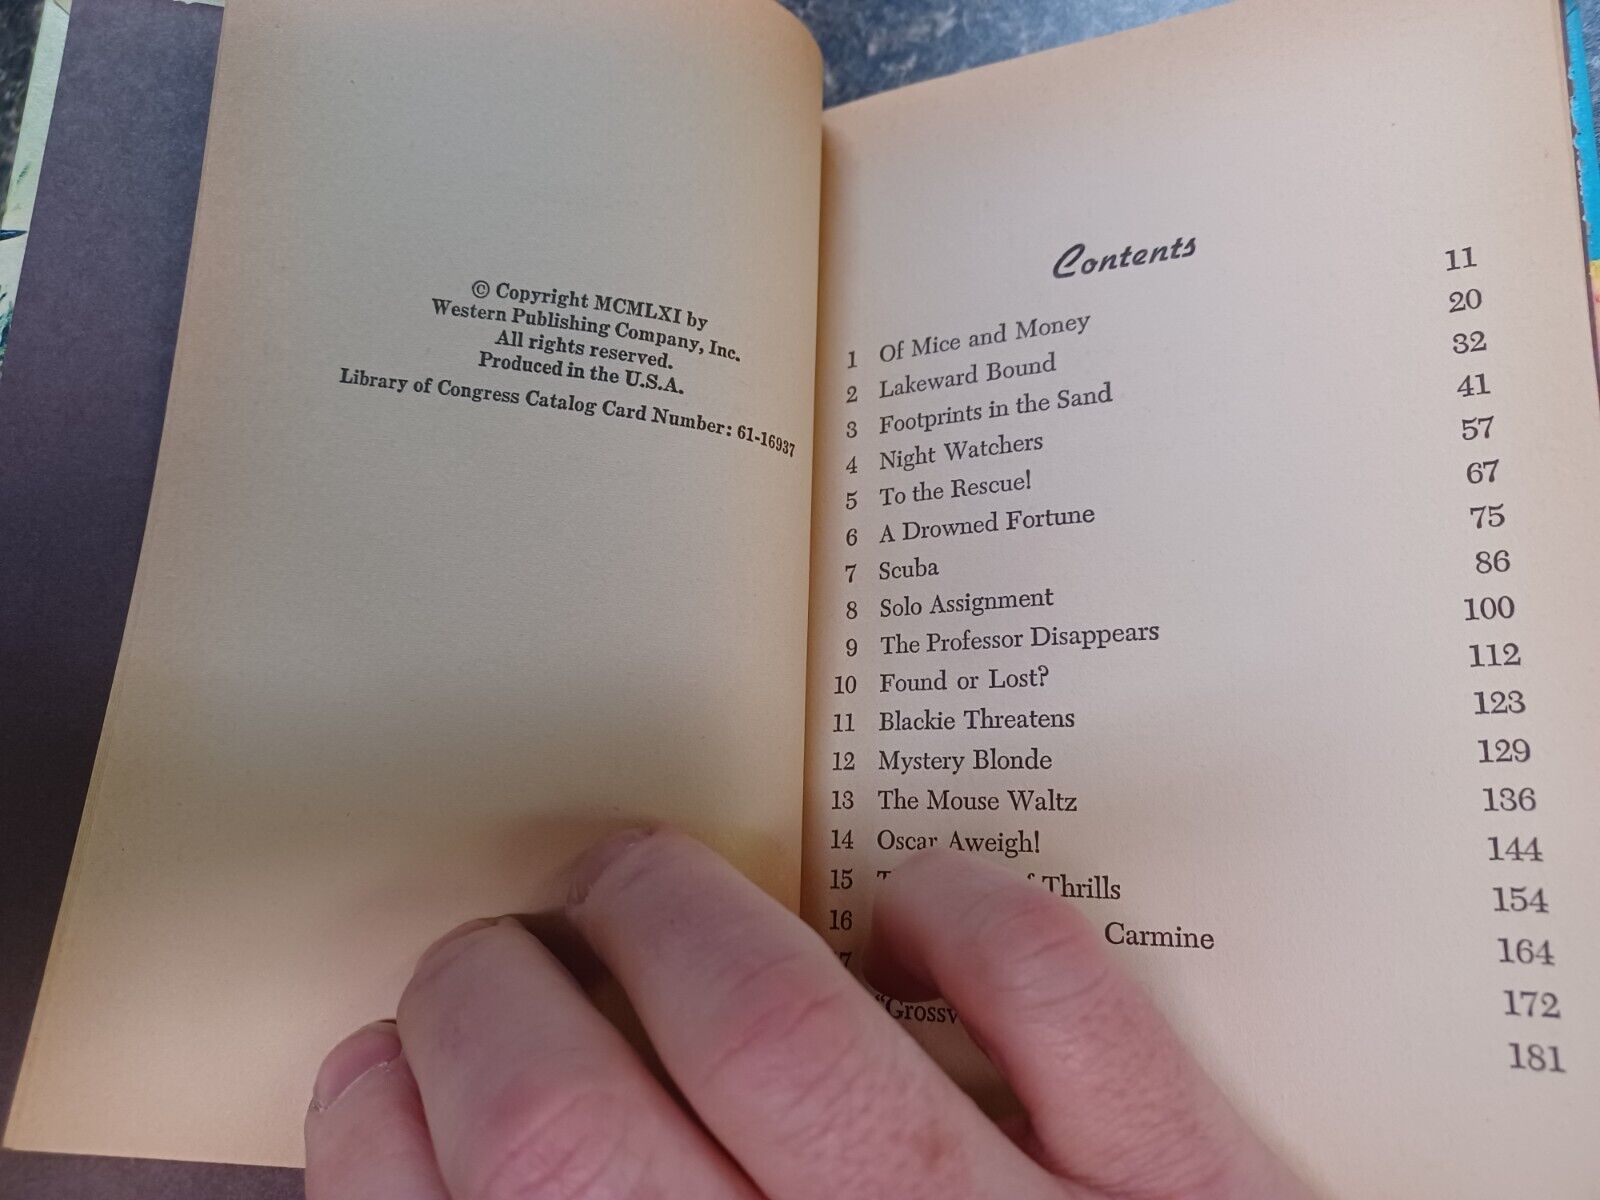 © Copyright MCMLXI by
Western Publishing Company, Inc.
All rights reserved.
Produced in the U.S.A.
Library of Congress Catalog Card Number: 61-16937
Contents
1 Of Mice and Money 11
2 Lakeward Bound 20
3 Footprints in the Sand 32
4 Night Watchers 41
5 To the Rescue! 57
6 A Drowned Fortune 67
7 Scuba 75
8 Solo Assignment 86
9 The Professor Disappears 100
10 Found or Lost? 112
11 Blackie Threatens 123
12 Mystery Blonde 129
13 The Mouse Waltz 136
14 Oscar Aweigh! 144
15 Thrills 154
16 Carmine 164
172
181